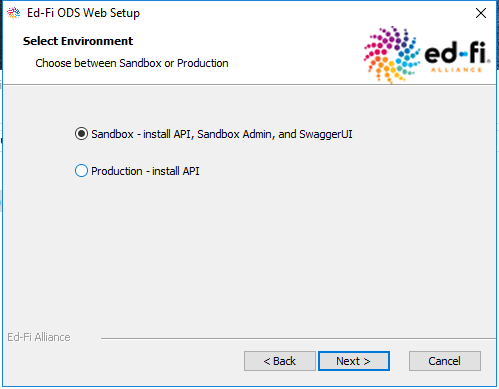 Ed-Fi ODS Web Setup
Select Environment
Choose between Sandbox or Production
ed-fi
ALLIANCE
Sandbox - install API, Sandbox Admin, and SwaggerUI
Production - install API
Ed-Fi Alliance
< Back
Next >
Cancel